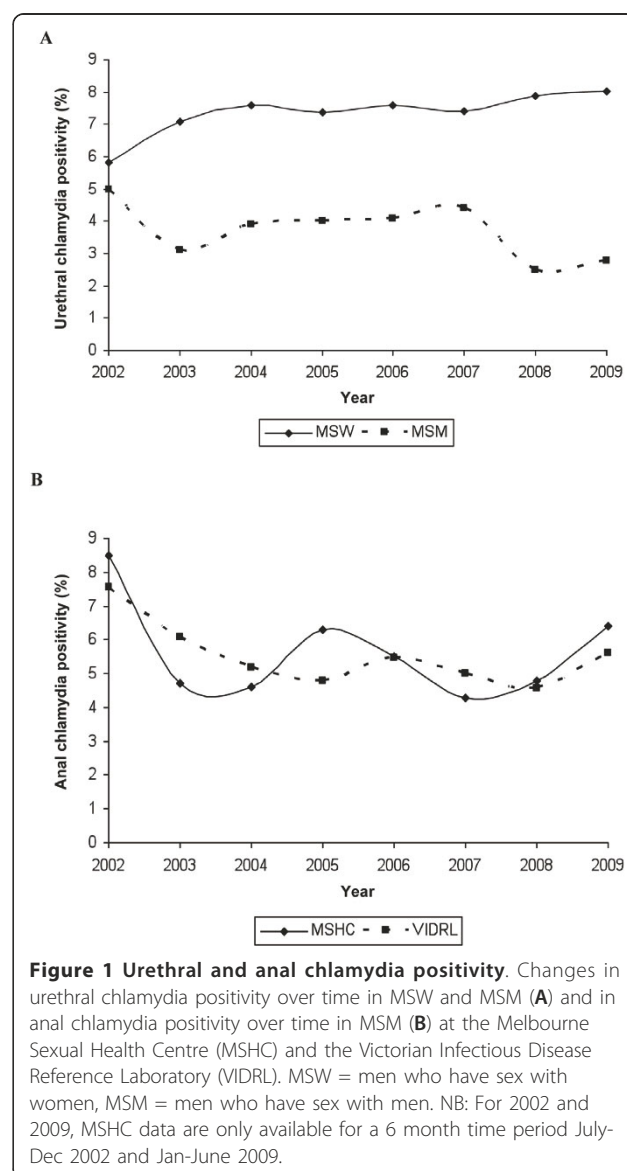 A
9
8
7
6
5
4
3
2
1
0
Urethral chlamydia positivity (%)
2002 2003 2004 2005 2006 2007 2008 2009
Year
MSW MSM
B
9
8
7
6
5
4
3
2
1
0
Anal chlamydia positivity (%)
2002 2003 2004 2005 2006 2007 2008 2009
Year
MSHC VIDRL
Figure 1 Urethral and anal chlamydia positivity. Changes in
urethral chlamydia positivity over time in MSW and MSM (A) and in
anal chlamydia positivity over time in MSM (B) at the Melbourne
Sexual Health Centre (MSHC) and the Victorian Infectious Disease
Reference Laboratory (VIDRL). MSW = men who have sex with
women, MSM = men who have sex with men. NB: For 2002 and
2009, MSHC data are only available for a 6 month time period July-
Dec 2002 and Jan-June 2009.